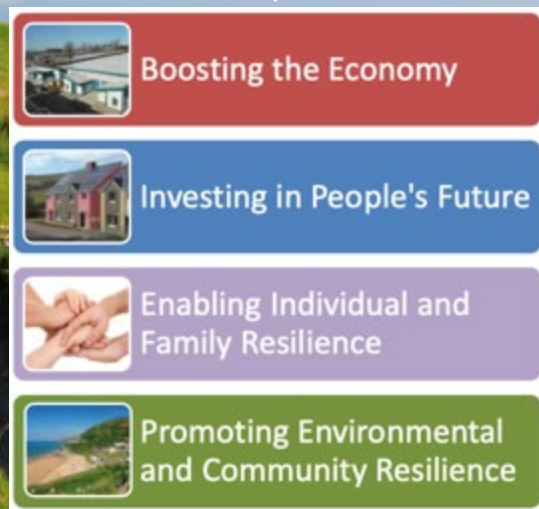 Boosting the Economy
Investing in People's Future
Enabling Individual and
Family Resilience
Promoting Environmental
and Community Resilience